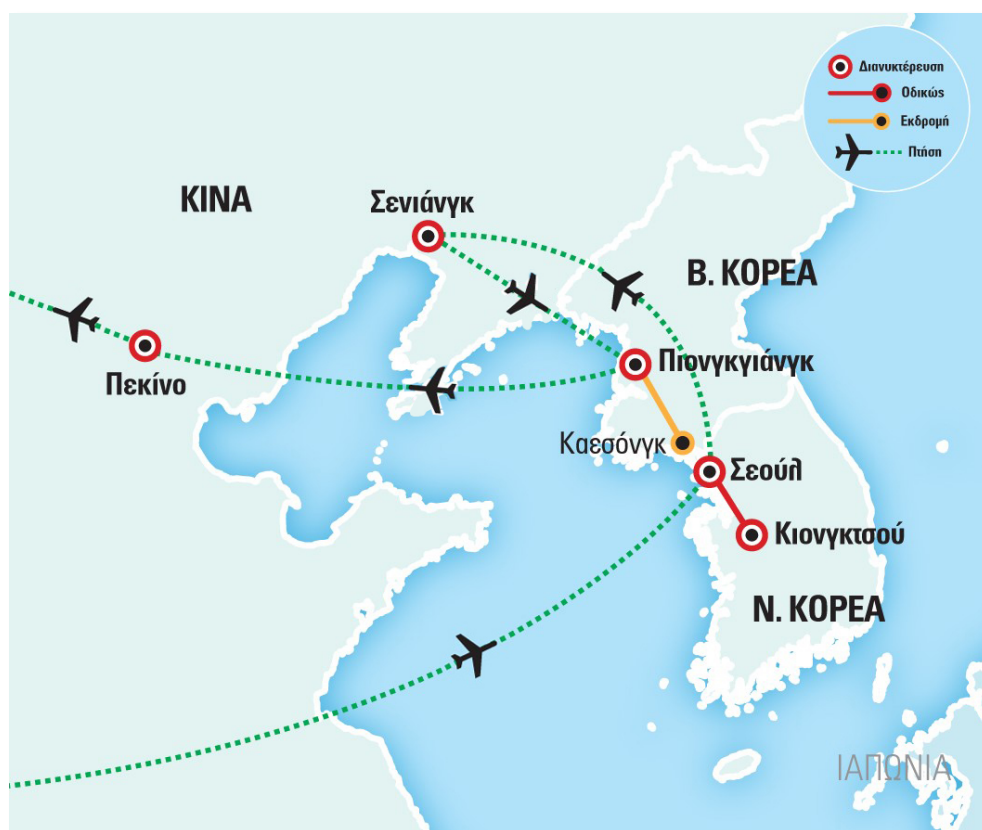 Διανυκτέρευση
Οδικώς
Εκδρομή
Πτήση
ΚΙΝΑ
Σενιάνγκ
Β. ΚΟΡΕΑ
Πεκίνο
Πιονγκγιάνγκ
Καεσόνγκ
Σεούλ
Κιονγκτσού
Ν. ΚΟΡΕΑ
ΙΑΠΩΝΙΑ